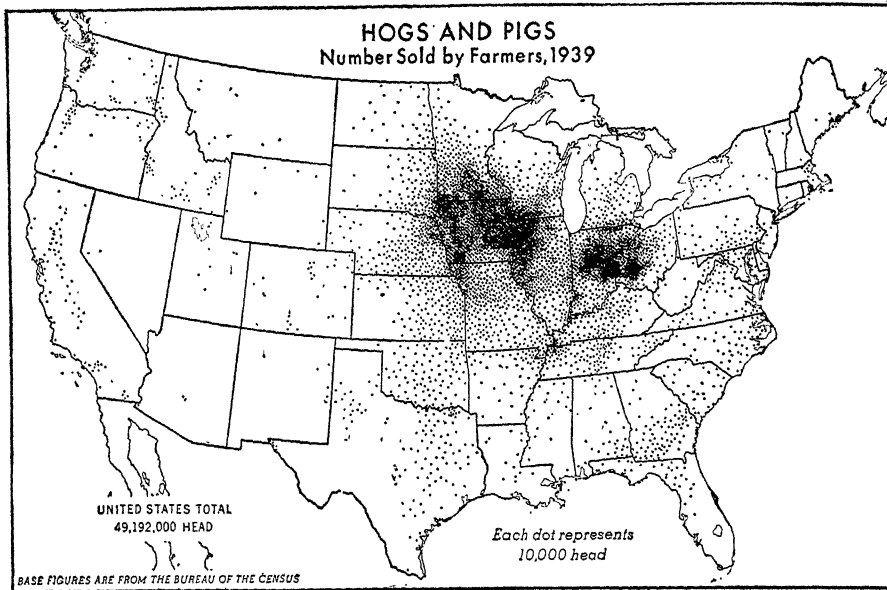 HOGS AND PIGS
Number Sold by Farmers, 1939
UNITED STATES TOTAL
49,192,000 HEAD
Each dot represents
10,000 head
BASE FIGURES ARE FROM THE BUREAU OF THE CENSUS